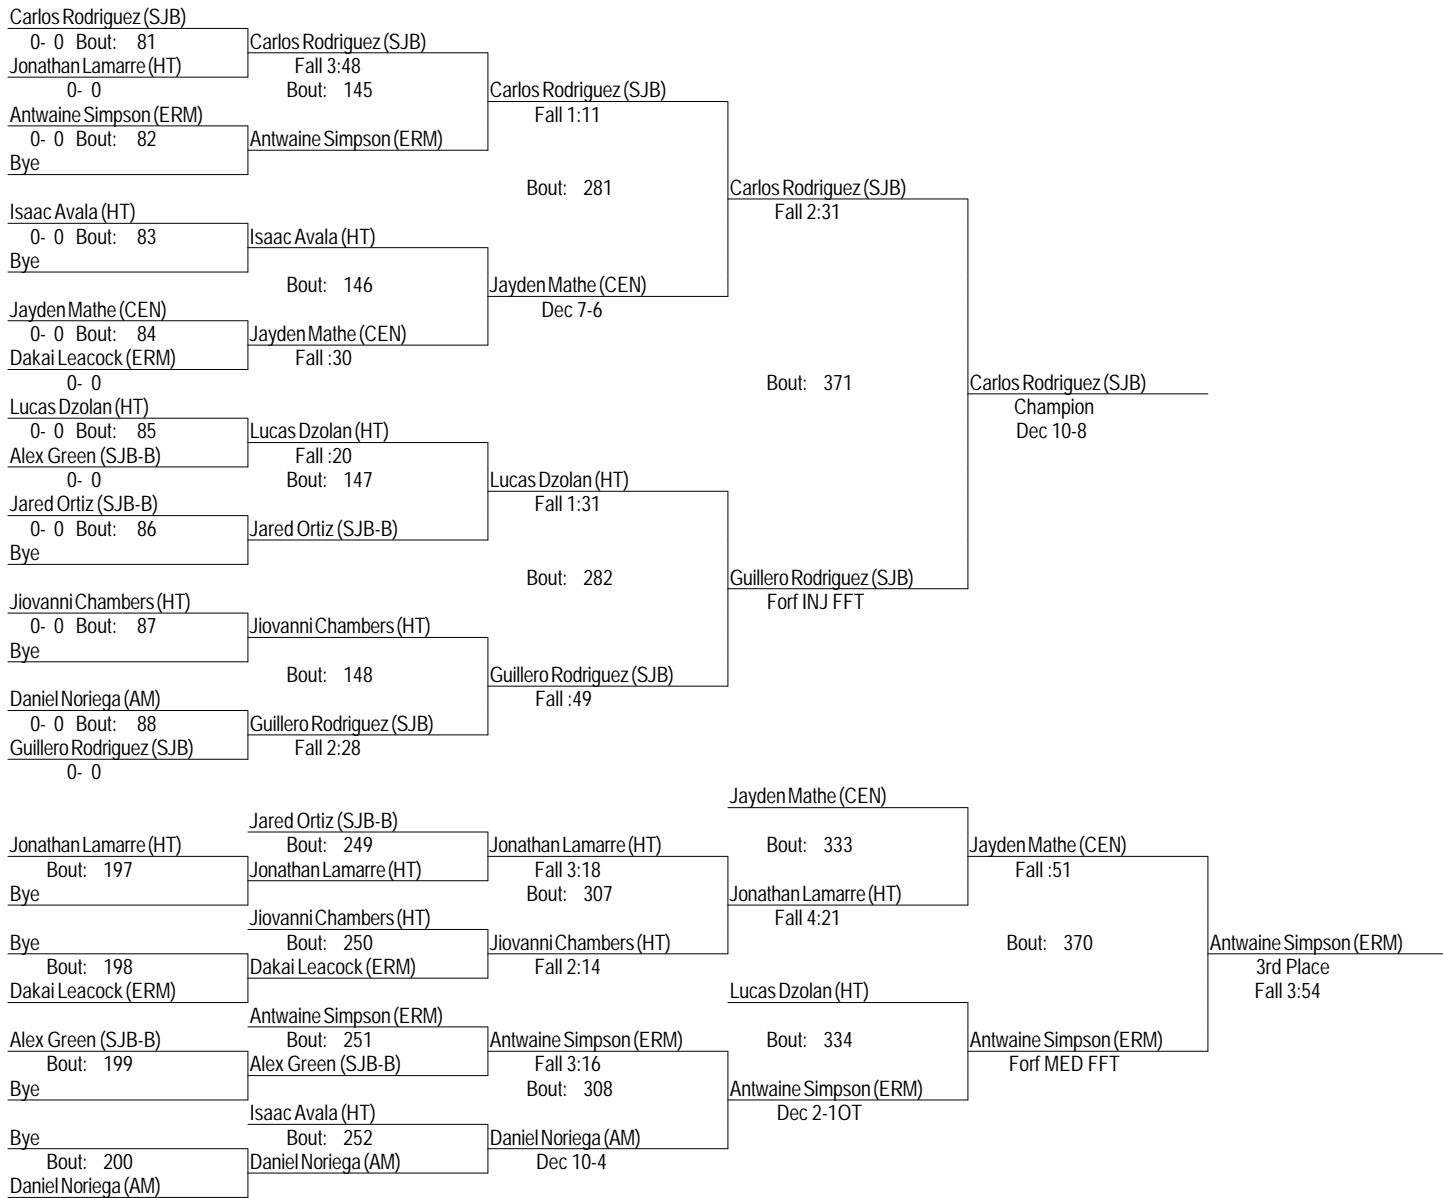 Carlos Rodriguez (SJB)
0- 0 Bout: 81
Carlos Rodriguez (SJB)
Jonathan Lamarre (HT)
Fall 3:48
0- 0
Bout: 145
Carlos Rodriguez (SJB)
Antwaine Simpson (ERM)
Fall 1:11
0- 0 Bout: 82
Antwaine Simpson (ERM)
Bye
Bout: 281
Carlos Rodriguez (SJB)
Isaac Avala (HT)
Fall 2:31
0- 0 Bout: 83
Isaac Avala (HT)
Bye
Bout: 146
Jayden Mathe (CEN)
Jayden Mathe (CEN)
Dec 7-6
0- 0 Bout: 84
Jayden Mathe (CEN)
Dakai Leacock (ERM)
Fall :30
0- 0
Bout: 371
Carlos Rodriguez (SJB)
Lucas Dzolan (HT)
Champion
0- 0 Bout: 85
Lucas Dzolan (HT)
Dec 10-8
Alex Green (SJB-B)
Fall :20
0- 0
Bout: 147
Lucas Dzolan (HT)
Jared Ortiz (SJB-B)
Fall 1:31
0- 0 Bout: 86
Jared Ortiz (SJB-B)
Bye
Bout: 282
Guillero Rodriguez (SJB)
Jiovanni Chambers (HT)
Forf INJ FFT
0- 0 Bout: 87
Jiovanni Chambers (HT)
Bye
Bout: 148
Guillero Rodriguez (SJB)
Daniel Noriega (AM)
Fall :49
0- 0 Bout: 88
Guillero Rodriguez (SJB)
Guillero Rodriguez (SJB)
Fall 2:28
0- 0
Jayden Mathe (CEN)
Jared Ortiz (SJB-B)
Jonathan Lamarre (HT)
Bout: 249
Jonathan Lamarre (HT)
Bout: 333
Jayden Mathe (CEN)
Bout: 197
Jonathan Lamarre (HT)
Fall 3:18
Fall :51
Bye
Bout: 307
Jonathan Lamarre (HT)
Jiovanni Chambers (HT)
Fall 4:21
Bye
Bout: 250
Jiovanni Chambers (HT)
Bout: 370
Antwaine Simpson (ERM)
Bout: 198
Dakai Leacock (ERM)
Fall 2:14
3rd Place
Dakai Leacock (ERM)
Lucas Dzolan (HT)
Fall 3:54
Antwaine Simpson (ERM)
Alex Green (SJB-B)
Bout: 251
Antwaine Simpson (ERM)
Bout: 334
Antwaine Simpson (ERM)
Bout: 199
Alex Green (SJB-B)
Fall 3:16
Forf MED FFT
Bye
Bout: 308
Antwaine Simpson (ERM)
Isaac Avala (HT)
Dec 2-1OT
Bye
Bout: 252
Daniel Noriega (AM)
Bout: 200
Daniel Noriega (AM)
Dec 10-4
Daniel Noriega (AM)